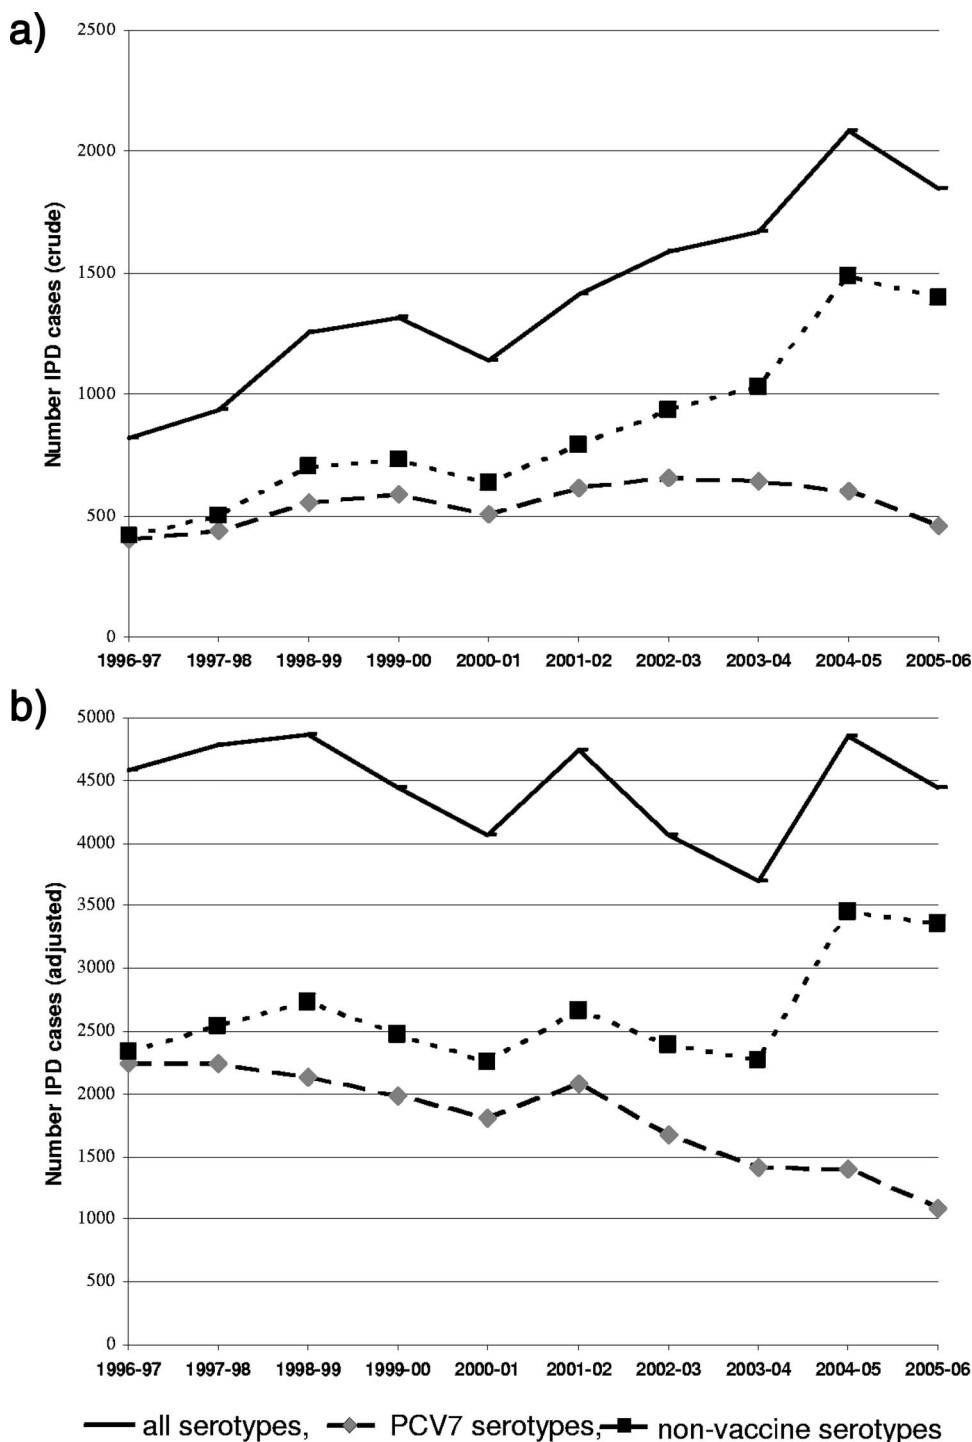 a)
Number IPD cases (crude)
2500
2000
1500
1000
500
0
1996-97 1997-98 1998-99 1999-00 2000-01 2001-02 2002-03 2003-04 2004-05 2005-06
b)
Number IPD cases (adjusted)
5000
4500
4000
3500
3000
2500
2000
1500
1000
500
0
1996-97 1997-98 1998-99 1999-00 2000-01 2001-02 2002-03 2003-04 2004-05 2005-06
all serotypes, PCV7 serotypes, non-vaccine serotypes